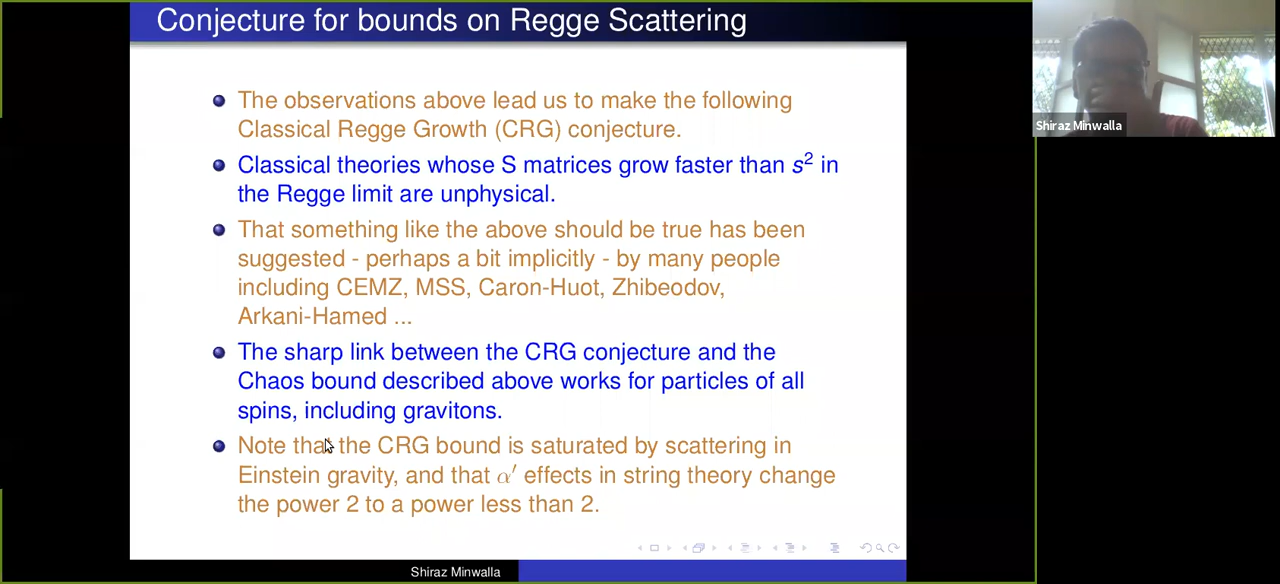 Conjecture for bounds on Regge Scattering
The observations above lead us to make the following
Classical Regge Growth (CRG) conjecture.
Classical theories whose S matrices grow faster than s² in
the Regge limit are unphysical.
That something like the above should be true has been
suggested - perhaps a bit implicitly - by many people
including CEMZ, MSS, Caron-Huot, Zhibeodov,
Arkani-Hamed ...
The sharp link between the CRG conjecture and the
Chaos bound described above works for particles of all
spins, including gravitons.
Note that the CRG bound is saturated by scattering in
Einstein gravity, and that α′ effects in string theory change
the power 2 to a power less than 2.
Shiraz Minwalla
Shiraz Minwalla